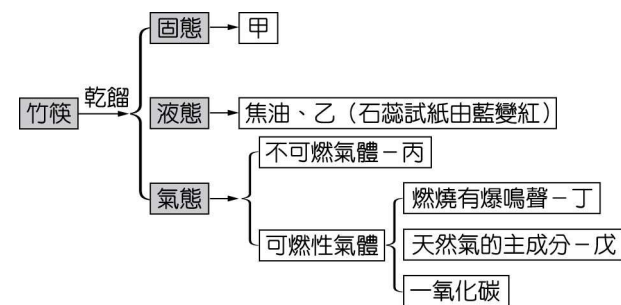 固態
甲
竹筷
乾餾
液態
焦油、乙（石蕊試紙由藍變紅）
氣態
不可燃氣體－丙
可燃性氣體
燃燒有爆鳴聲－丁
天然氣的主成分－戊
一氧化碳